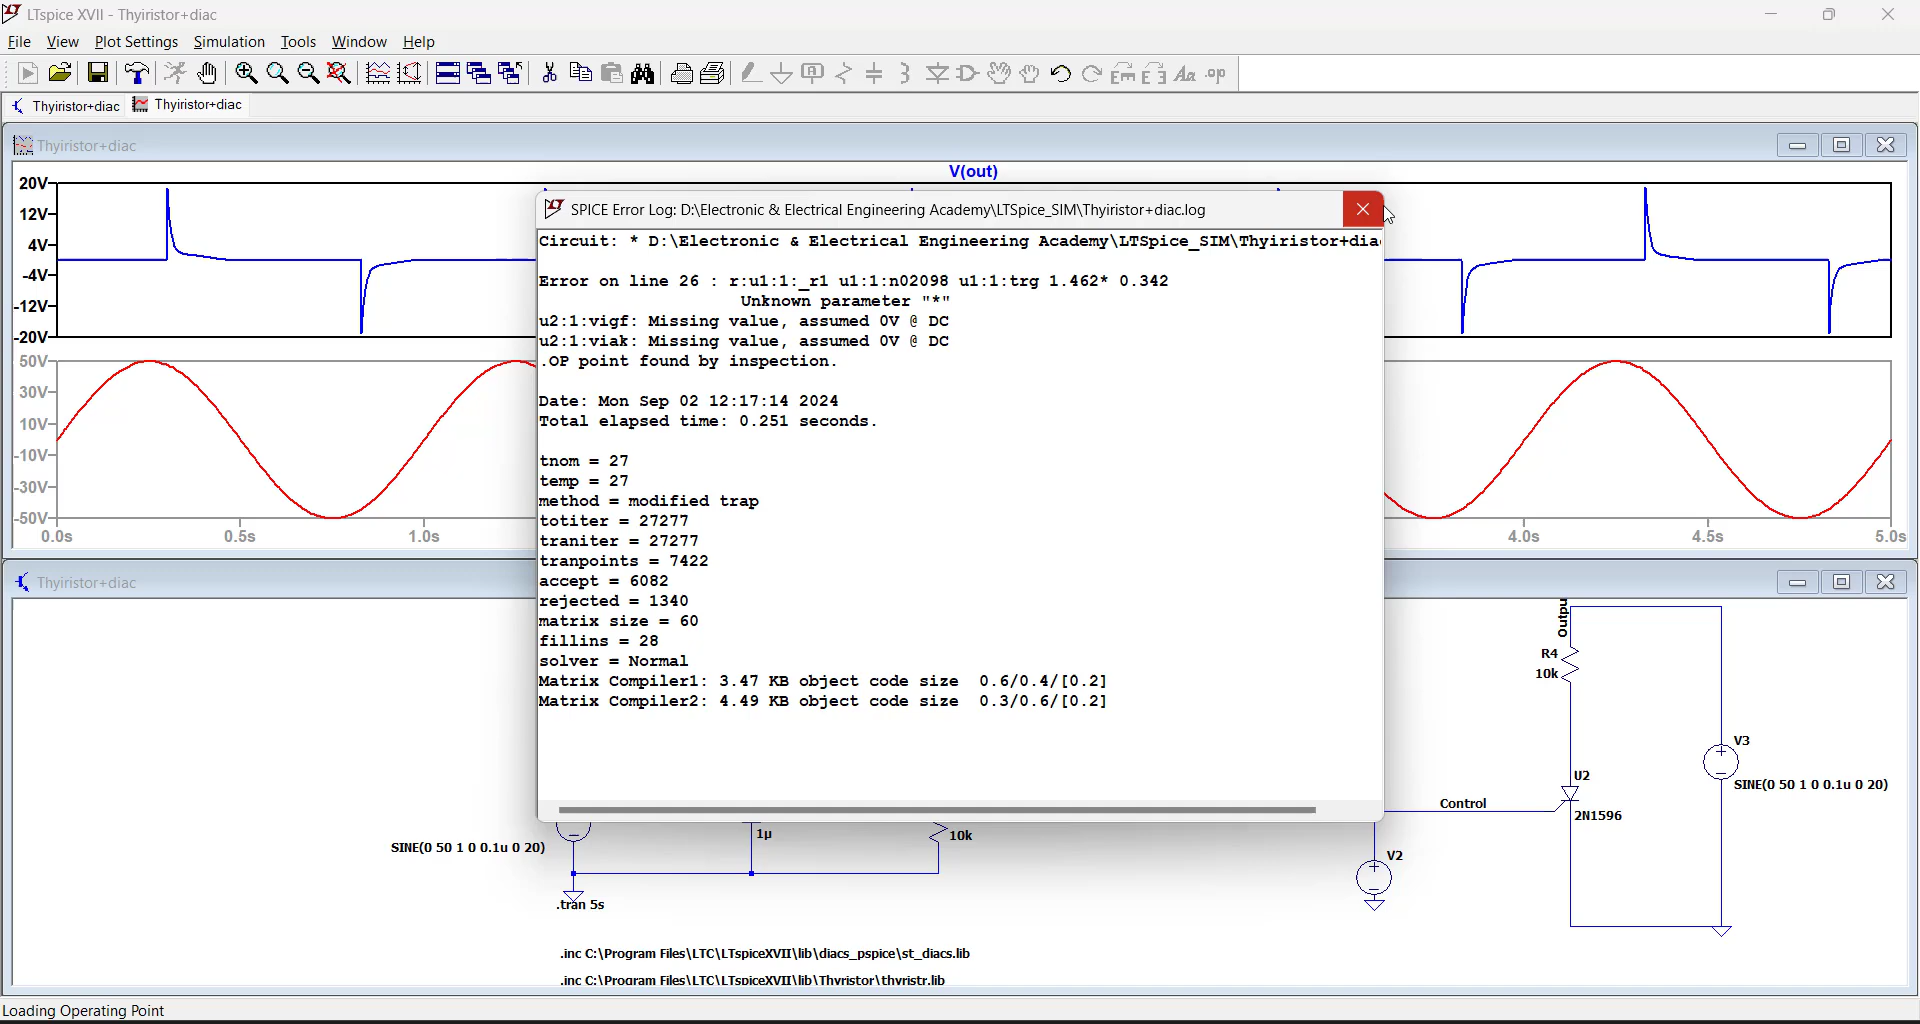 LTspice XVII - Thyiristor+diac
File View Plot Settings Simulation Tools Window Help
Aa .op
Thyiristor+diac Thyiristor+diac
Thyiristor+diac
V(out)
20V
12V
4V
-4V
-12V
-20V
50V
30V
10V
-10V
-30V
-50V
0.0s 0.5s 1.0s 4.0s 4.5s 5.0s
SPICE Error Log: D:\Electronic & Electrical Engineering Academy\LTSpice_SIM\Thyiristor+diac.log
Circuit: * D:\Electronic & Electrical Engineering Academy\LTSpice_SIM\Thyiristor+dia
Error on line 26 : r:u1:1:_r1 u1:1:n02098 u1:1:trg 1.462* 0.342
Unknown parameter "*"
u2:1:vigf: Missing value, assumed 0V @ DC
u2:1:viak: Missing value, assumed 0V @ DC
.OP point found by inspection.
Date: Mon Sep 02 12:17:14 2024
Total elapsed time: 0.251 seconds.
tnom = 27
temp = 27
method = modified trap
totiter = 27277
traniter = 27277
tranpoints = 7422
accept = 6082
rejected = 1340
matrix size = 60
fillins = 28
solver = Normal
Matrix Compiler1: 3.47 KB object code size 0.6/0.4/[0.2]
Matrix Compiler2: 4.49 KB object code size 0.3/0.6/[0.2]
Thyiristor+diac
Outpu
R4
10k
V3
SINE(0 50 1 0 0.1u 0 20)
U2
2N1596
Control
V2
1µ
10k
SINE(0 50 1 0 0.1u 0 20)
.tran 5s
.inc C:\Program Files\LTC\LTspiceXVII\lib\diacs_pspice\st_diacs.lib
.inc C:\Program Files\LTC\LTspiceXVII\lib\Thyristor\thyristr.lib
Loading Operating Point